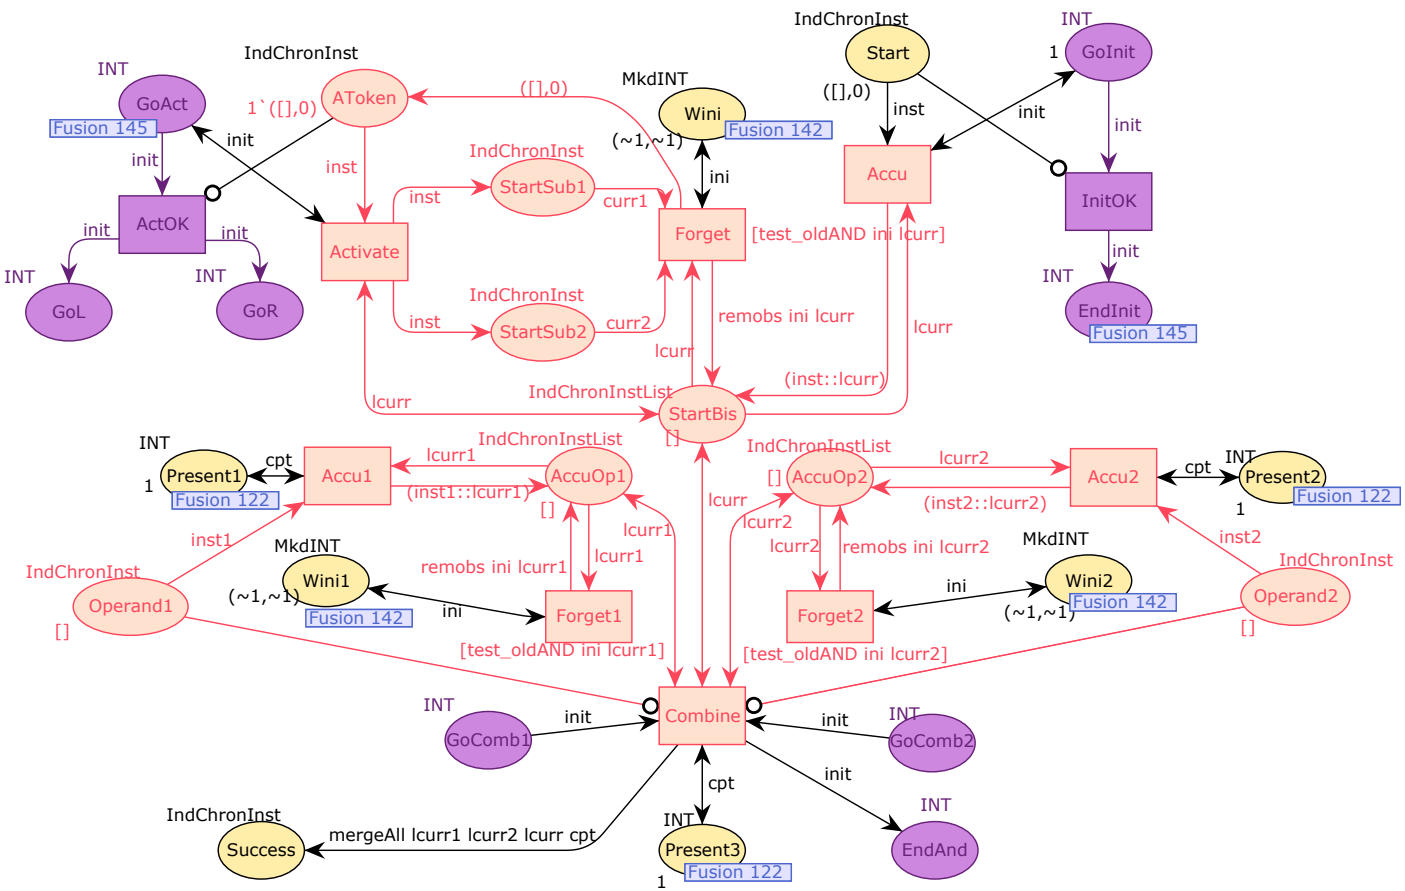 IndChronInst
INT
IndChronInst
Start
1
GoInit
INT
MkdINT
([],0)
([],0)
AToken
1`([],0)
GoAct
Fusion 145
Wini
Fusion 142
(~1,~1)
inst
init
init
init
init
inst
IndChronInst
StartSub1
inst
curr1
ini
Accu
InitOK
ActOK
Activate
Forget
[test_oldAND ini lcurr]
init
init
init
INT
INT
GoL
GoR
IndChronInst
StartSub2
inst
curr2
remobs ini lcurr
lcurr
lcurr
INT
EndInit
Fusion 145
(inst::lcurr)
IndChronInstList
StartBis
[]
lcurr
INT
Present1
1
Fusion 122
cpt
Accu1
lcurr1
(inst1::lcurr1)
IndChronInstList
AccuOp1
[]
IndChronInstList
AccuOp2
[]
lcurr2
(inst2::lcurr2)
Accu2
cpt
INT
Present2
Fusion 122
1
inst1
lcurr
lcurr1
lcurr1
remobs ini lcurr1
lcurr2
lcurr2
remobs ini lcurr2
inst2
IndChronInst
Operand1
[]
MkdINT
Wini1
(~1,~1)
Fusion 142
ini
Forget1
[test_oldAND ini lcurr1]
Forget2
[test_oldAND ini lcurr2]
ini
MkdINT
Wini2
Fusion 142
(~1,~1)
IndChronInst
Operand2
[]
INT
GoComb1
init
Combine
init
INT
GoComb2
cpt
init
IndChronInst
Success
mergeAll lcurr1 lcurr2 lcurr cpt
INT
Present3
1
Fusion 122
INT
EndAnd